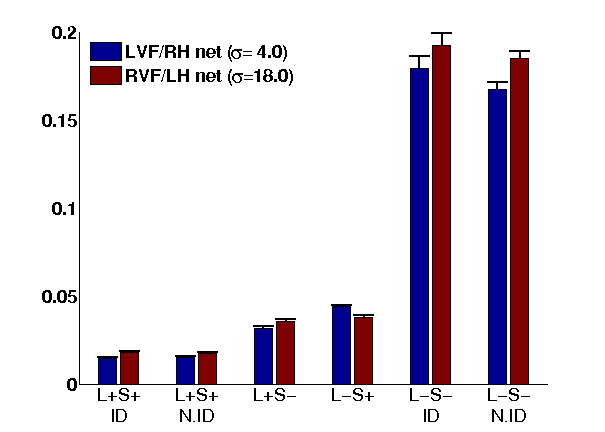 0.2
LVF/RH net (σ= 4.0)
RVF/LH net (σ=18.0)
0.15
0.1
0.05
0
L+S+ L+S+ L+S− L−S+ L−S− L−S−
ID N.ID ID N.ID